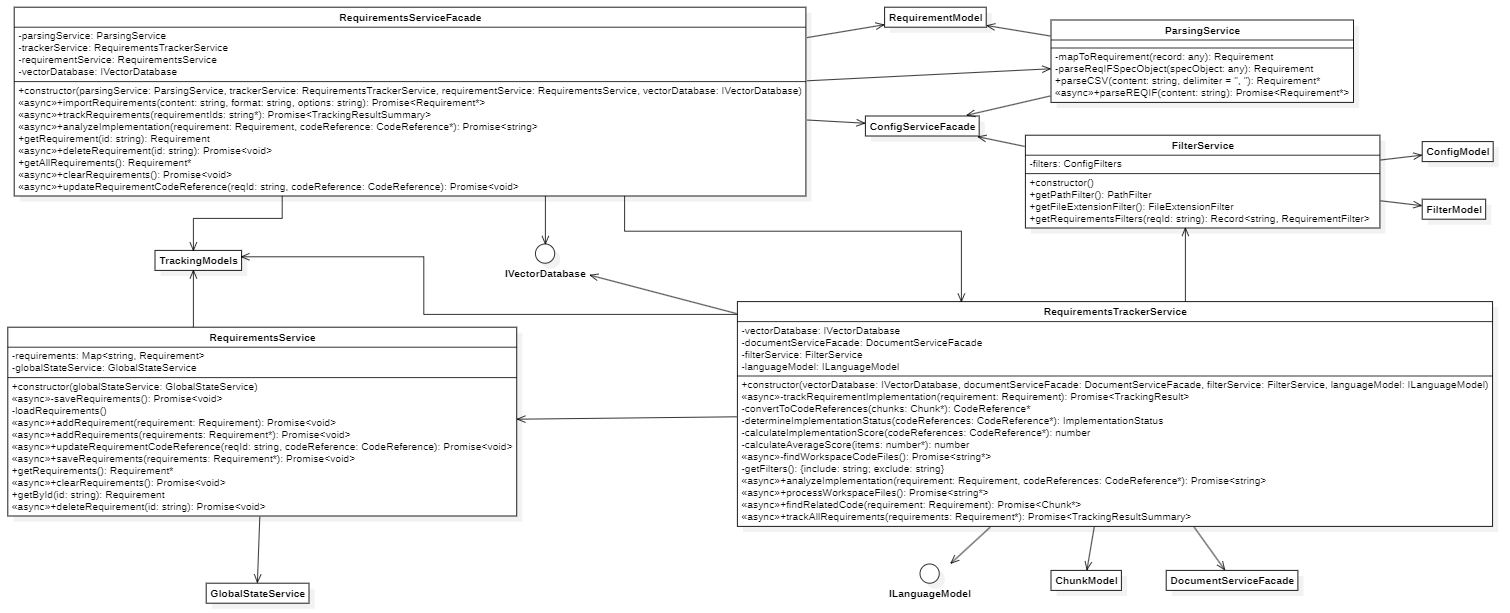 RequirementsServiceFacade
-parsingService: ParsingService
-trackerService: RequirementsTrackerService
-requirementService: RequirementsService
-vectorDatabase: IVectorDatabase
+constructor(parsingService: ParsingService, trackerService: RequirementsTrackerService, requirementService: RequirementsService, vectorDatabase: IVectorDatabase)
«async»+importRequirements(content: string, format: string, options: string): Promise<Requirement*>
«async»+trackRequirements(requirementIds: string*): Promise<TrackingResultSummary>
«async»+analyzeImplementation(requirement: Requirement, codeReference: CodeReference*): Promise<string>
+getRequirement(id: string): Requirement
«async»+deleteRequirement(id: string): Promise<void>
+getAllRequirements(): Requirement*
«async»+clearRequirements(): Promise<void>
«async»+updateRequirementCodeReference(reqId: string, codeReference: CodeReference): Promise<void>
RequirementModel
ParsingService
-mapToRequirement(record: any): Requirement
-parseReqIFSpecObject(specObject: any): Requirement
+parseCSV(content: string, delimiter = ", "): Requirement*
«async»+parseREQIF(content: string): Promise<Requirement*>
ConfigServiceFacade
FilterService
-filters: ConfigFilters
+constructor()
+getPathFilter(): PathFilter
+getFileExtensionFilter(): FileExtensionFilter
+getRequirementsFilters(reqId: string): Record<string, RequirementFilter>
ConfigModel
FilterModel
TrackingModels
IVectorDatabase
RequirementsService
-requirements: Map<string, Requirement>
-globalStateService: GlobalStateService
+constructor(globalStateService: GlobalStateService)
«async»-saveRequirements(): Promise<void>
-loadRequirements()
«async»+addRequirement(requirement: Requirement): Promise<void>
«async»+addRequirements(requirements: Requirement*): Promise<void>
«async»+updateRequirementCodeReference(reqId: string, codeReference: CodeReference): Promise<void>
«async»+saveRequirements(requirements: Requirement*): Promise<void>
+getRequirements(): Requirement*
«async»+clearRequirements(): Promise<void>
+getById(id: string): Requirement
«async»+deleteRequirement(id: string): Promise<void>
RequirementsTrackerService
-vectorDatabase: IVectorDatabase
-documentServiceFacade: DocumentServiceFacade
-filterService: FilterService
-languageModel: ILanguageModel
+constructor(vectorDatabase: IVectorDatabase, documentServiceFacade: DocumentServiceFacade, filterService: FilterService, languageModel: ILanguageModel)
«async»-trackRequirementImplementation(requirement: Requirement): Promise<TrackingResult>
-convertToCodeReferences(chunks: Chunk*): CodeReference*
-determineImplementationStatus(codeReferences: CodeReference*): ImplementationStatus
-calculateImplementationScore(codeReferences: CodeReference*): number
-calculateAverageScore(items: number*): number
«async»-findWorkspaceCodeFiles(): Promise<string*>
-getFilters(): {include: string; exclude: string}
«async»+analyzeImplementation(requirement: Requirement, codeReferences: CodeReference*): Promise<string>
«async»+processWorkspaceFiles(): Promise<string*>
«async»+findRelatedCode(requirement: Requirement): Promise<Chunk*>
«async»+trackAllRequirements(requirements: Requirement*): Promise<TrackingResultSummary>
GlobalStateService
ILanguageModel
ChunkModel
DocumentServiceFacade